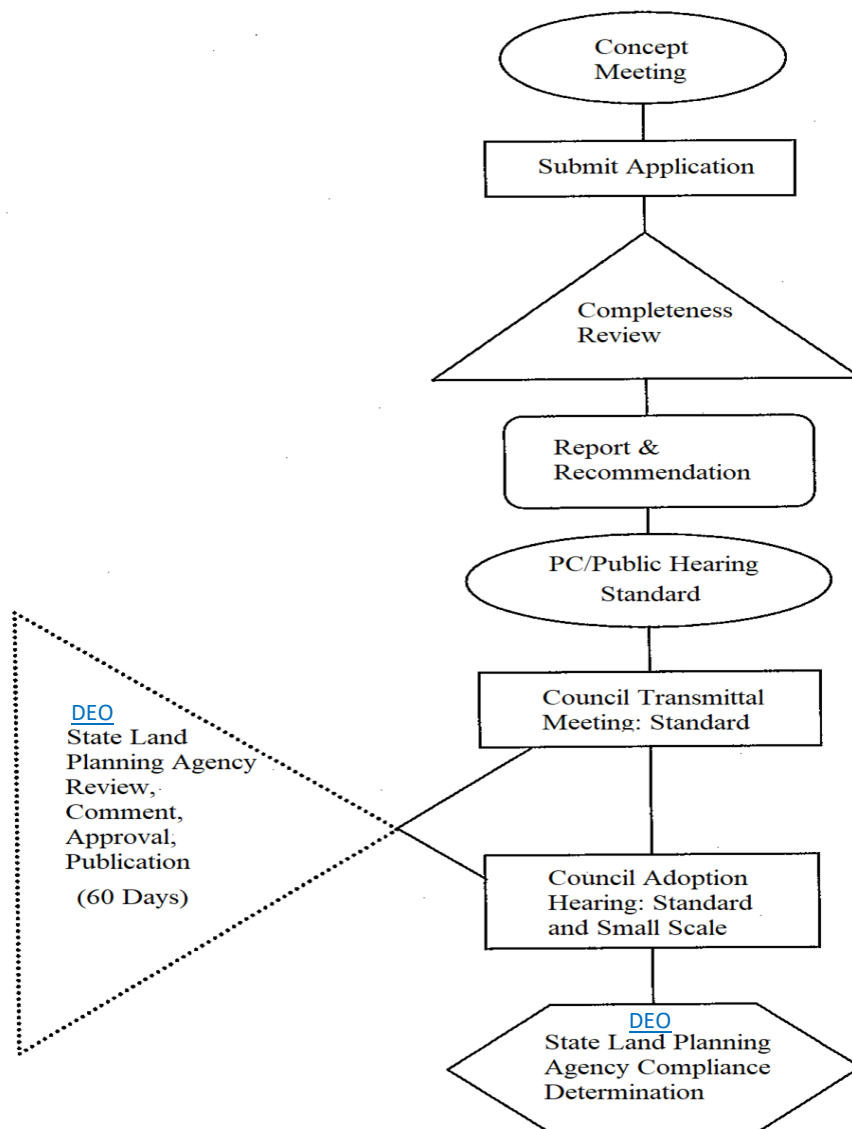 Concept
Meeting
Submit Application
Completeness
Review
Report &
Recommendation
PC/Public Hearing
Standard
Council Transmittal
Meeting: Standard
DEO
State Land
Planning Agency
Review,
Comment,
Approval,
Publication
(60 Days)
Council Adoption
Hearing: Standard
and Small Scale
DEO
State Land Planning
Agency Compliance
Determination